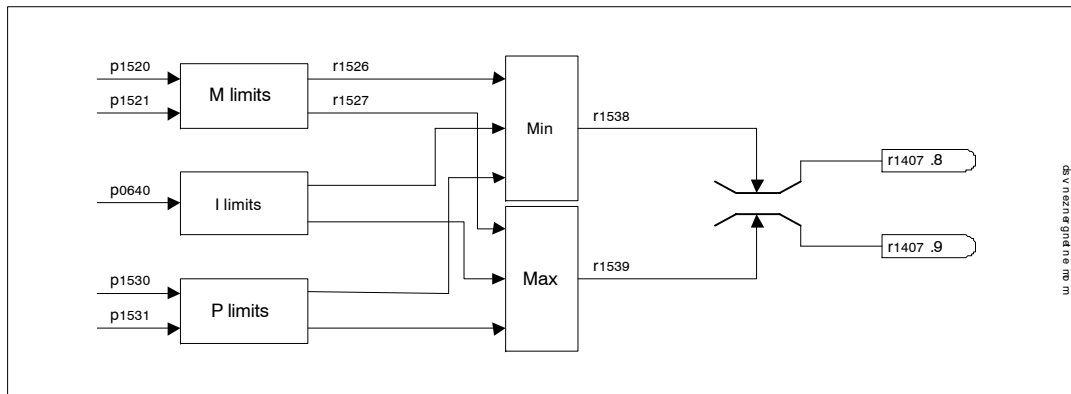 p1520
p1521
M limits
r1526
r1527
Min
r1538
r1407 .8
p0640
I limits
r1407 .9
p1530
p1531
P limits
Max
r1539